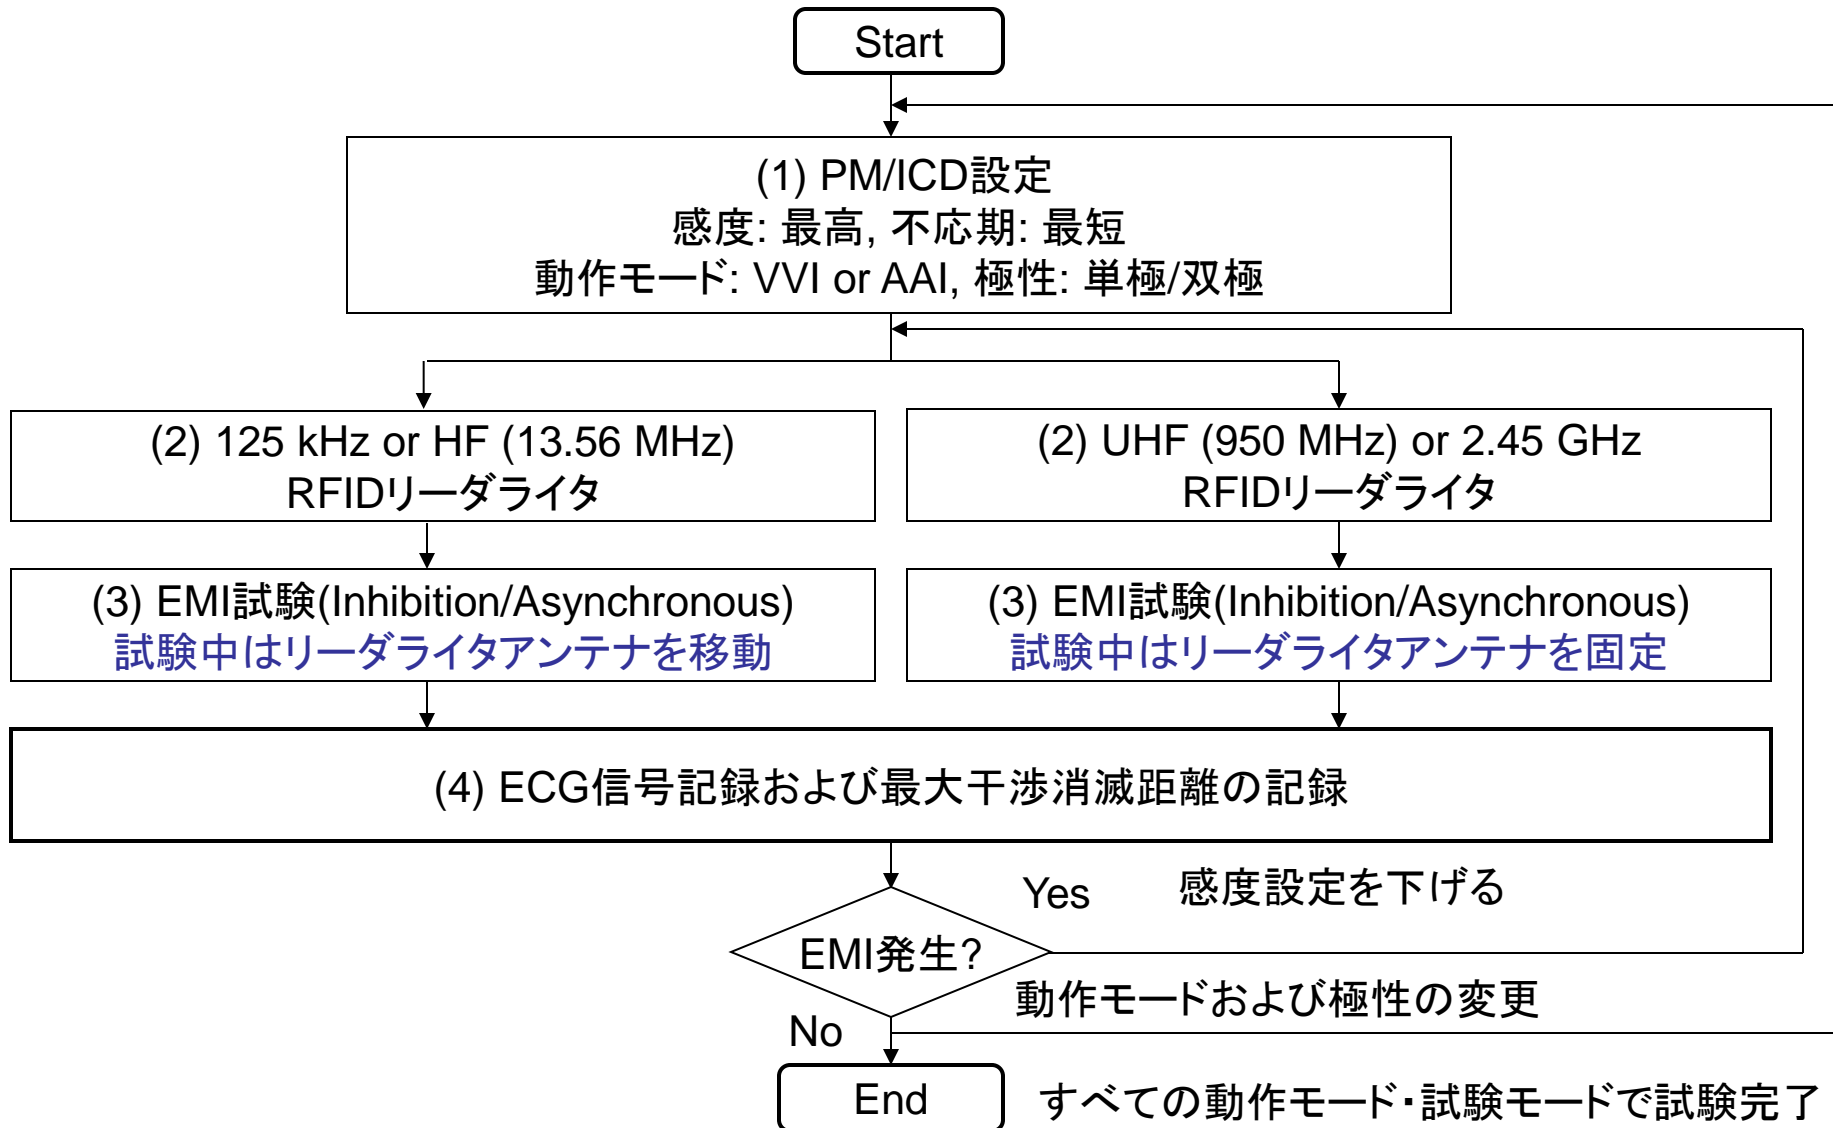 Start
(1) PM/ICD設定
感度: 最高, 不応期: 最短
動作モード: VVI or AAI, 極性: 単極/双極
(2) 125 kHz or HF (13.56 MHz)
RFIDリーダライタ
(2) UHF (950 MHz) or 2.45 GHz
RFIDリーダライタ
(3) EMI試験(Inhibition/Asynchronous)
試験中はリーダライタアンテナを移動
(3) EMI試験(Inhibition/Asynchronous)
試験中はリーダライタアンテナを固定
(4) ECG信号記録および最大干渉消滅距離の記録
Yes 感度設定を下げる
EMI発生?
動作モードおよび極性の変更
No
End
すべての動作モード・試験モードで試験完了